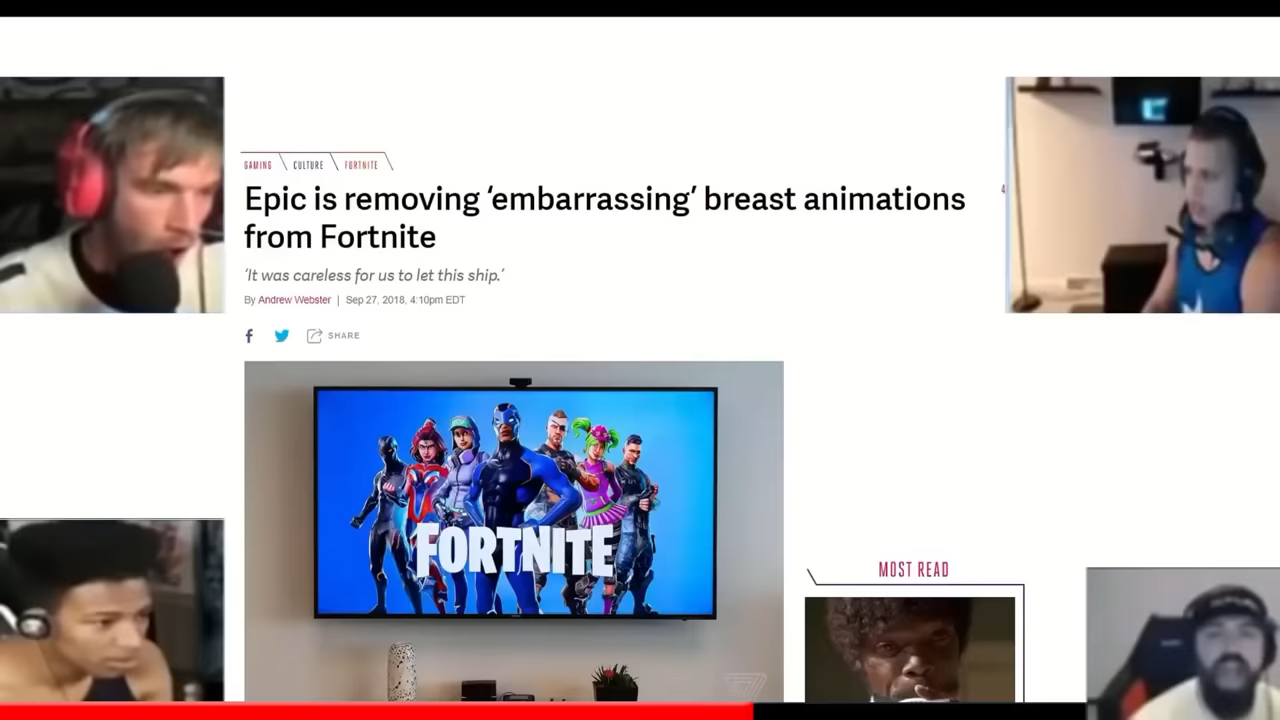 GAMING
CULTURE
FORTNITE
Epic is removing ‘embarrassing’ breast animations
from Fortnite
‘It was careless for us to let this ship.’
By Andrew Webster | Sep 27, 2018, 4:10pm EDT
SHARE
FORTNITE
MOST READ